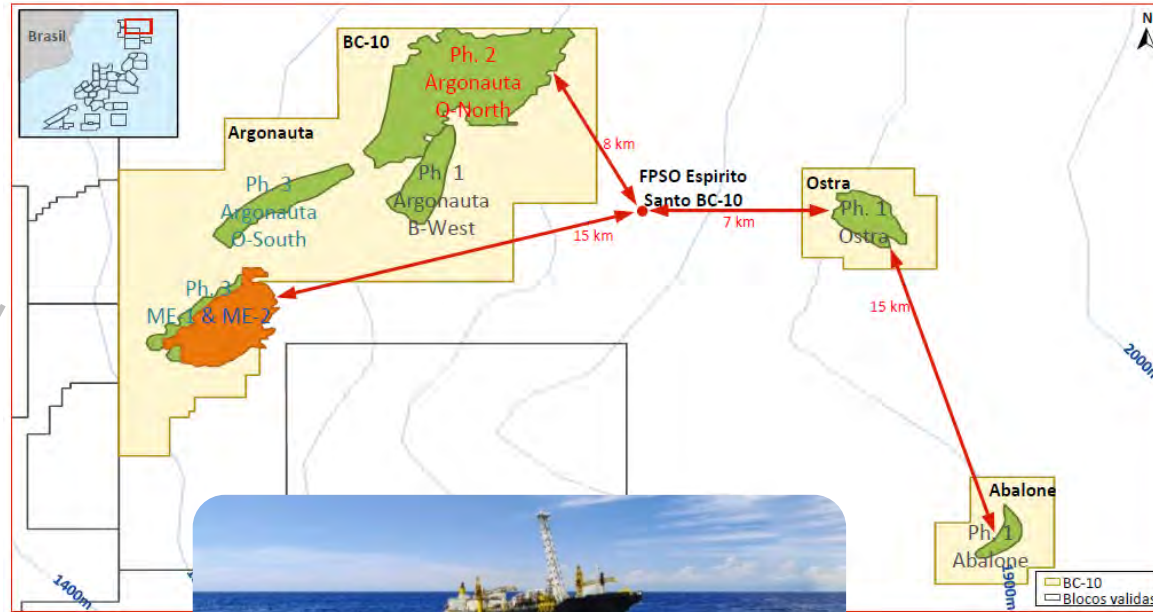 Brasil
BC-10
N
Ph. 2
Argonauta
Q-North
Argonauta
8 km
Ph. 1
Argonauta
B-West
Ph. 3
Argonauta
O-South
FPSO Espirito
Santo BC-10
Ostra
Ph. 1
Ostra
7 km
15 km
Ph. 3
ME-1 & ME-2
15 km
2000m
Abalone
Ph. 1
Abalone
1400m
1900m
BC-10
Blocos validas